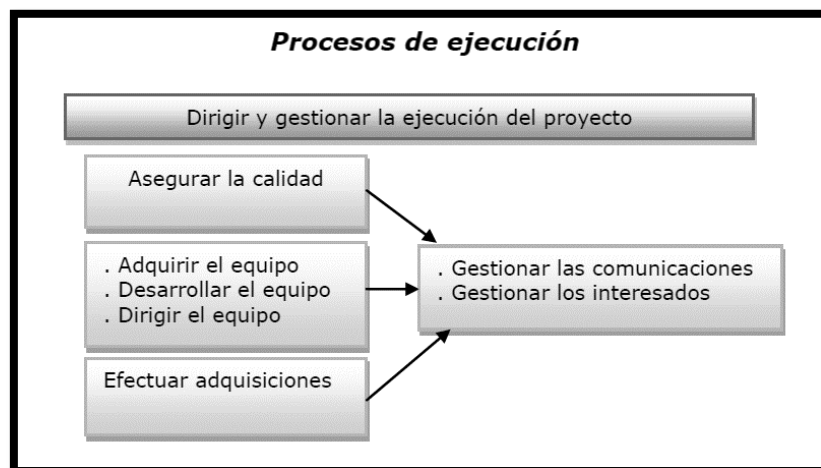 Procesos de ejecución
Dirigir y gestionar la ejecución del proyecto
Asegurar la calidad
. Adquirir el equipo
. Desarrollar el equipo
. Dirigir el equipo
. Gestionar las comunicaciones
. Gestionar los interesados
Efectuar adquisiciones